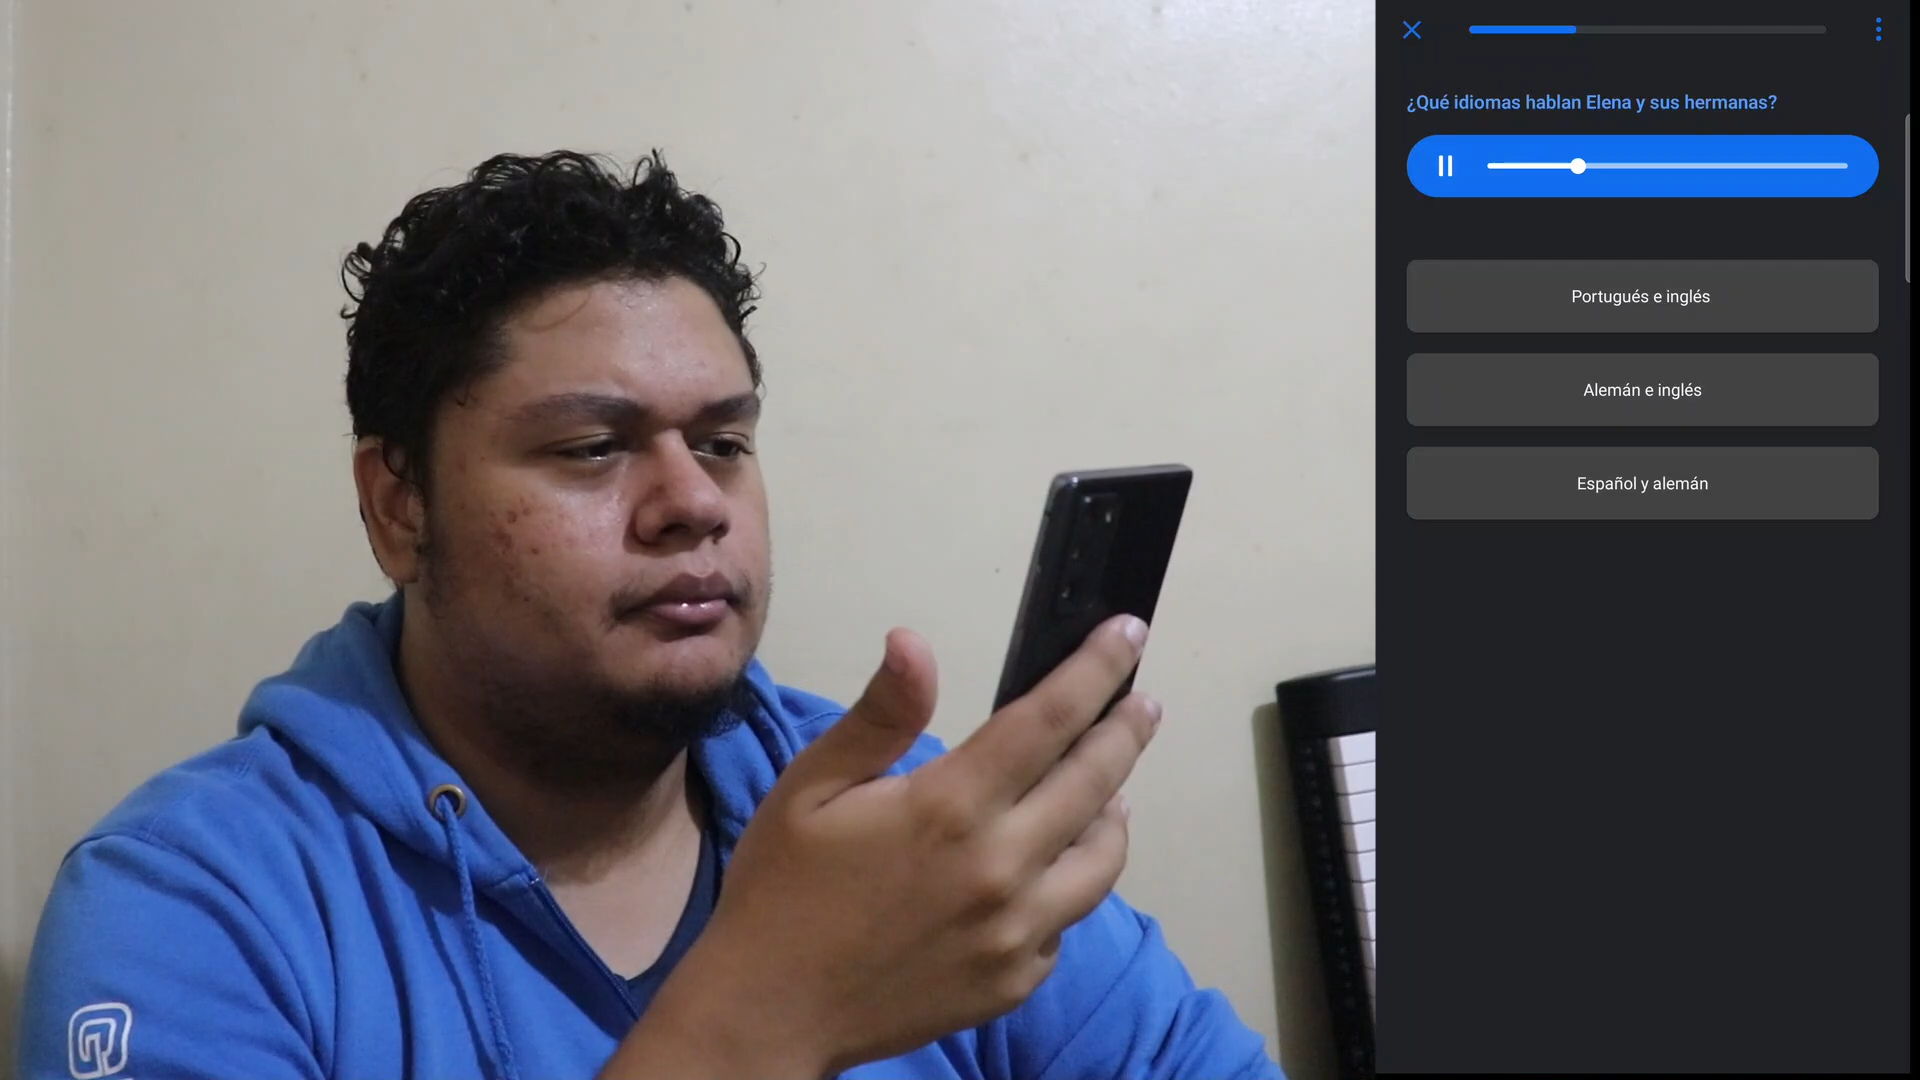 ¿Qué idiomas hablan Elena y sus hermanas?
Portugués e inglés
Alemán e inglés
Español y alemán